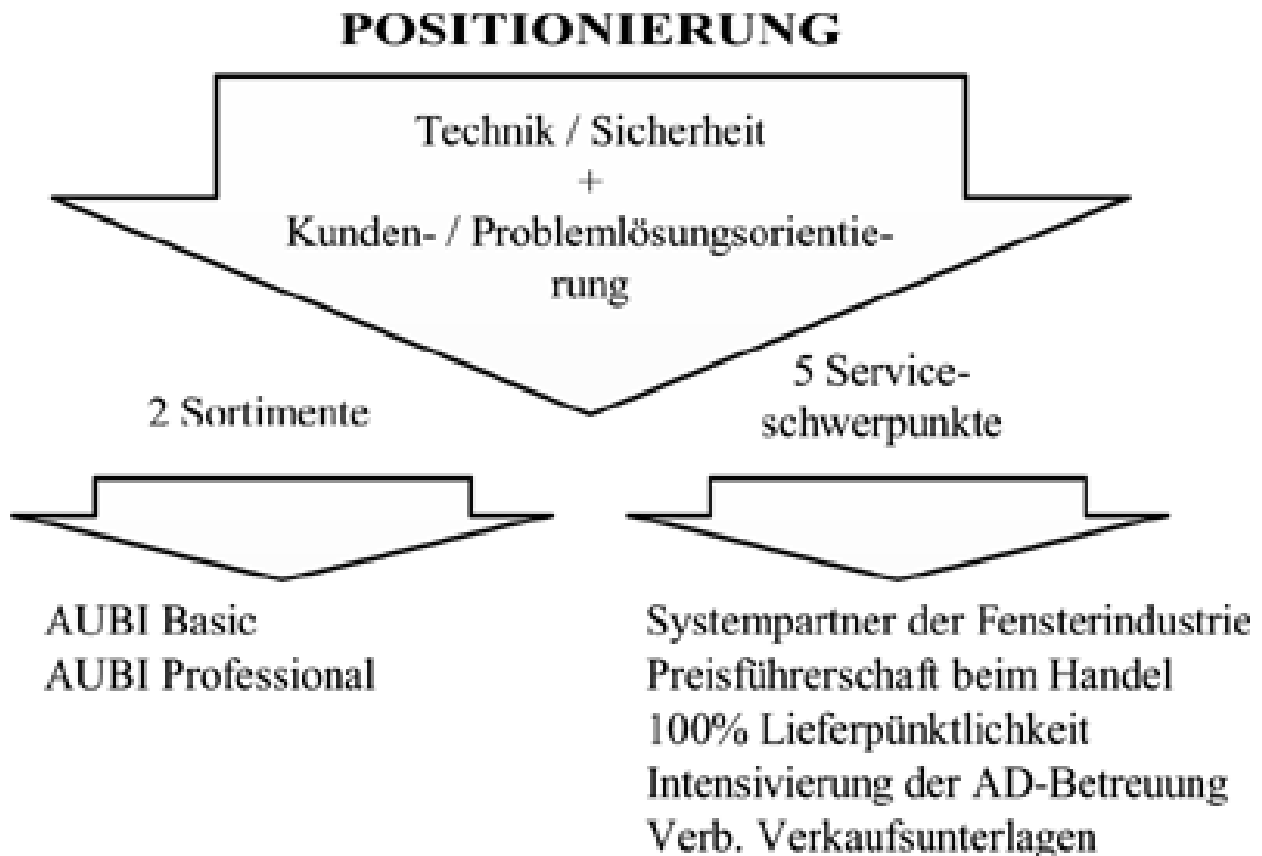 POSITIONIERUNG
Technik / Sicherheit
+
Kunden- / Problemlösungsorientie-
rung
2 Sortimente
5 Service-
schwerpunkte
AUBI Basic
AUBI Professional
Systempartner der Fensterindustrie
Preisführerschaft beim Handel
100% Lieferpünktlichkeit
Intensivierung der AD-Betreuung
Verb. Verkaufsunterlagen